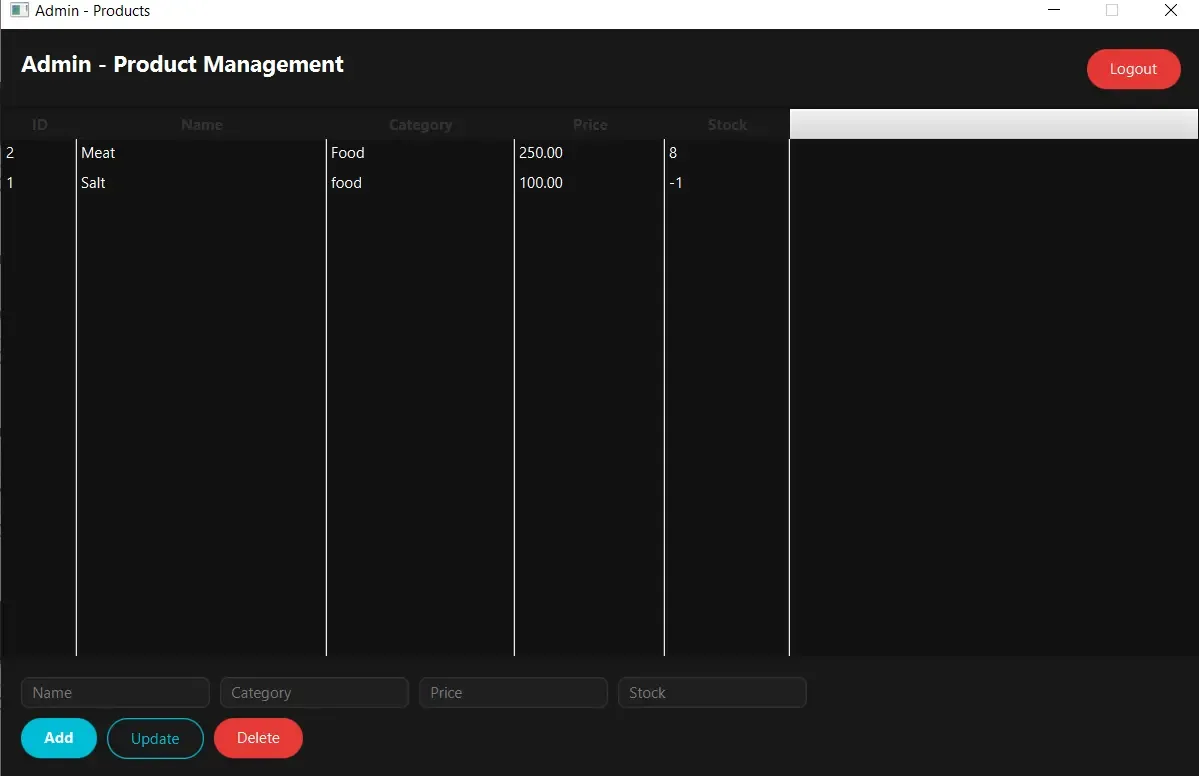 Admin - Products
Admin - Product Management
Logout
ID Name Category Price Stock
2 Meat Food 250.00 8
1 Salt food 100.00 -1
Name Category Price Stock
Add Update Delete